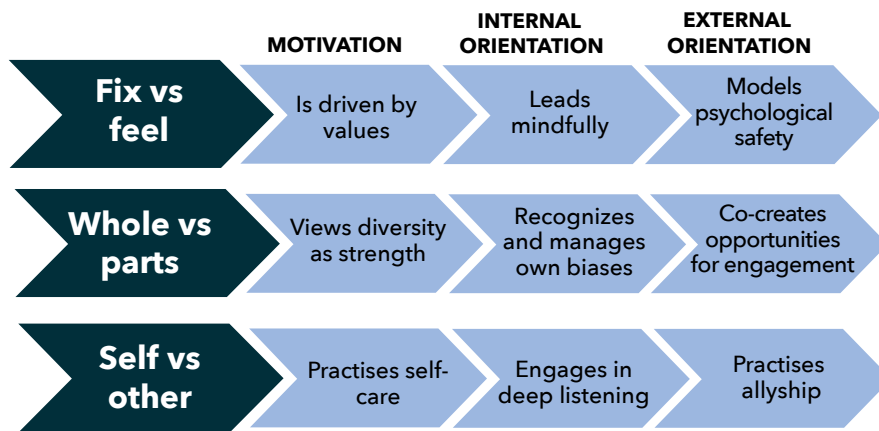 MOTIVATION
INTERNAL
ORIENTATION
EXTERNAL
ORIENTATION
Fix vs
feel
Is driven by
values
Leads
mindfully
Models
psychological
safety
Whole vs
parts
Views diversity
as strength
Recognizes
and manages
own biases
Co-creates
opportunities
for engagement
Self vs
other
Practises self-
care
Engages in
deep listening
Practises
allyship